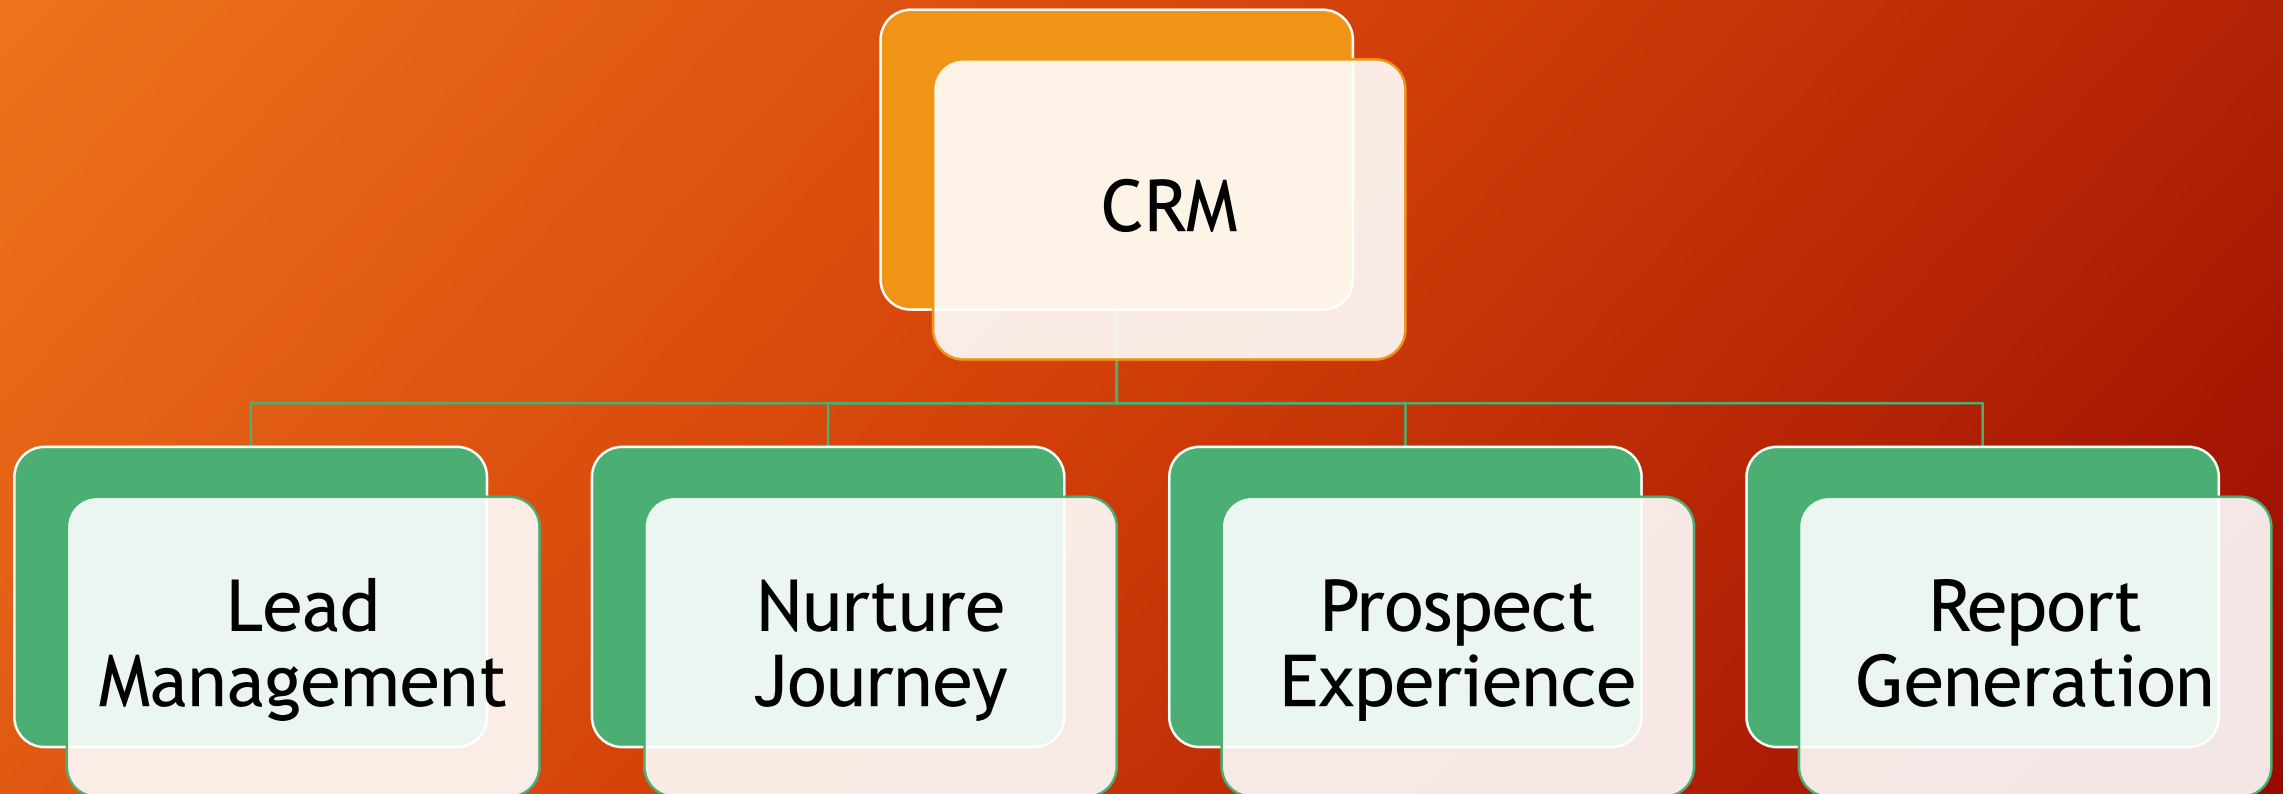 CRM
Lead
Management
Nurture
Journey
Prospect
Experience
Report
Generation